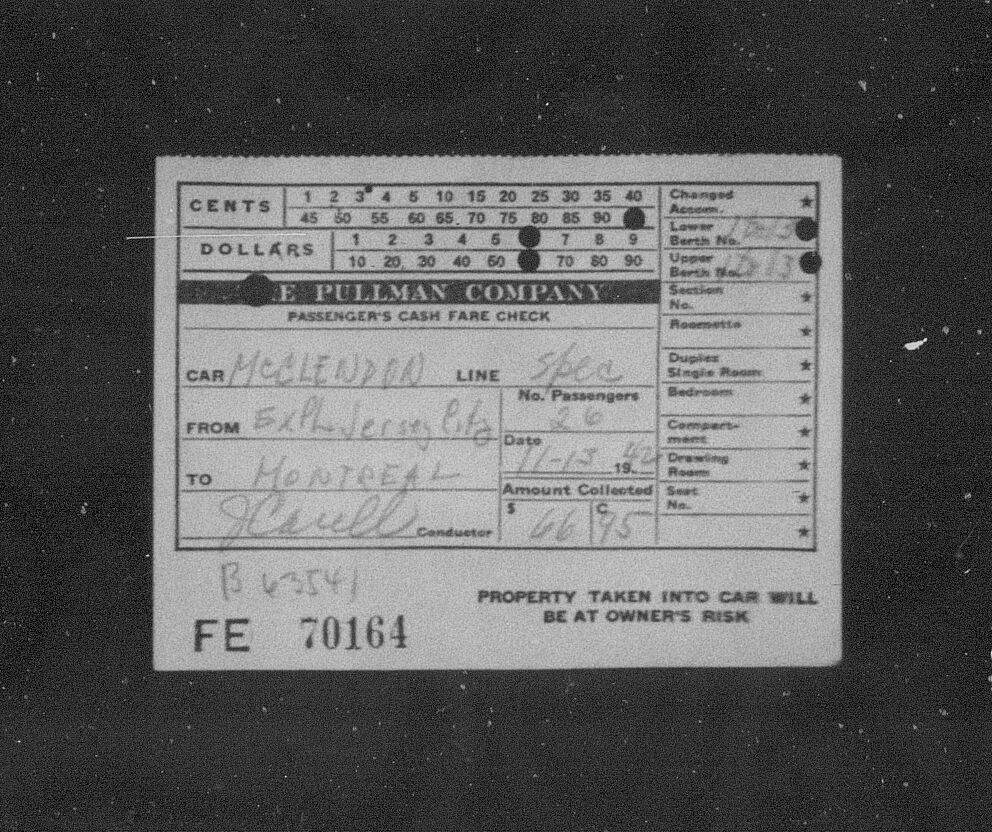 CENTS 1 2 3 4 5 10 15 20 25 30 35 40
45 50 55 60 65 70 75 80 85 90
DOLLARS 1 2 3 4 5 7 8 9
10 20 30 40 50 70 80 90
E PULLMAN COMPANY
PASSENGER'S CASH FARE CHECK
CAR McCLENDON LINE Spec
FROM Jersey City
TO MONTREAL
Conductor
No. Passengers
26
Date
11-13 1942
Amount Collected
$ 66 C. 95
Changed
Accom. ★
Lower
Berth No.
Upper
Berth No.
Section
No. ★
Roomette ★
Duplex
Single Room ★
Bedroom ★
Compart-
ment ★
Drawing
Room ★
Seat
No. ★
★
B 63541
FE 70164
PROPERTY TAKEN INTO CAR WILL
BE AT OWNER'S RISK